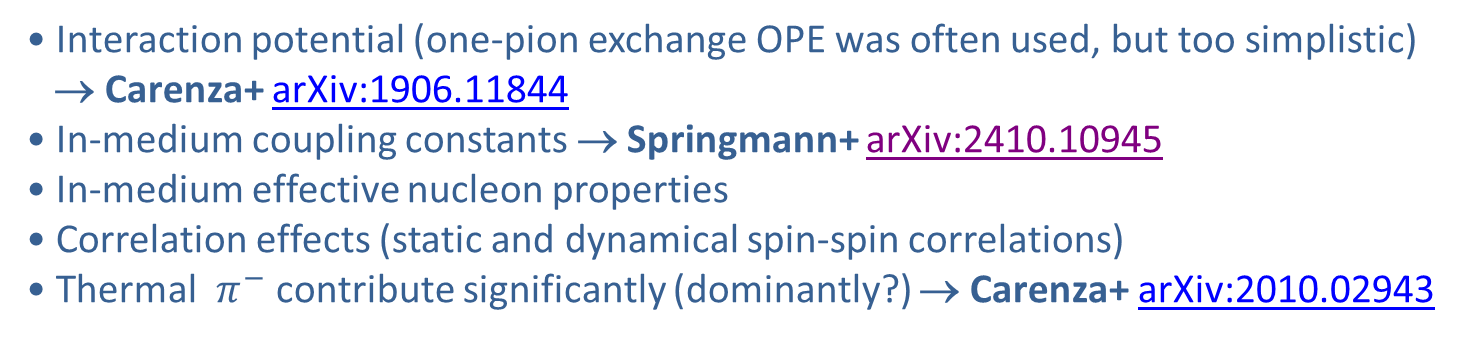 • Interaction potential (one-pion exchange OPE was often used, but too simplistic)
→ Carenza+ arXiv:1906.11844
• In-medium coupling constants → Springmann+ arXiv:2410.10945
• In-medium effective nucleon properties
• Correlation effects (static and dynamical spin-spin correlations)
• Thermal π⁻ contribute significantly (dominantly?) → Carenza+ arXiv:2010.02943